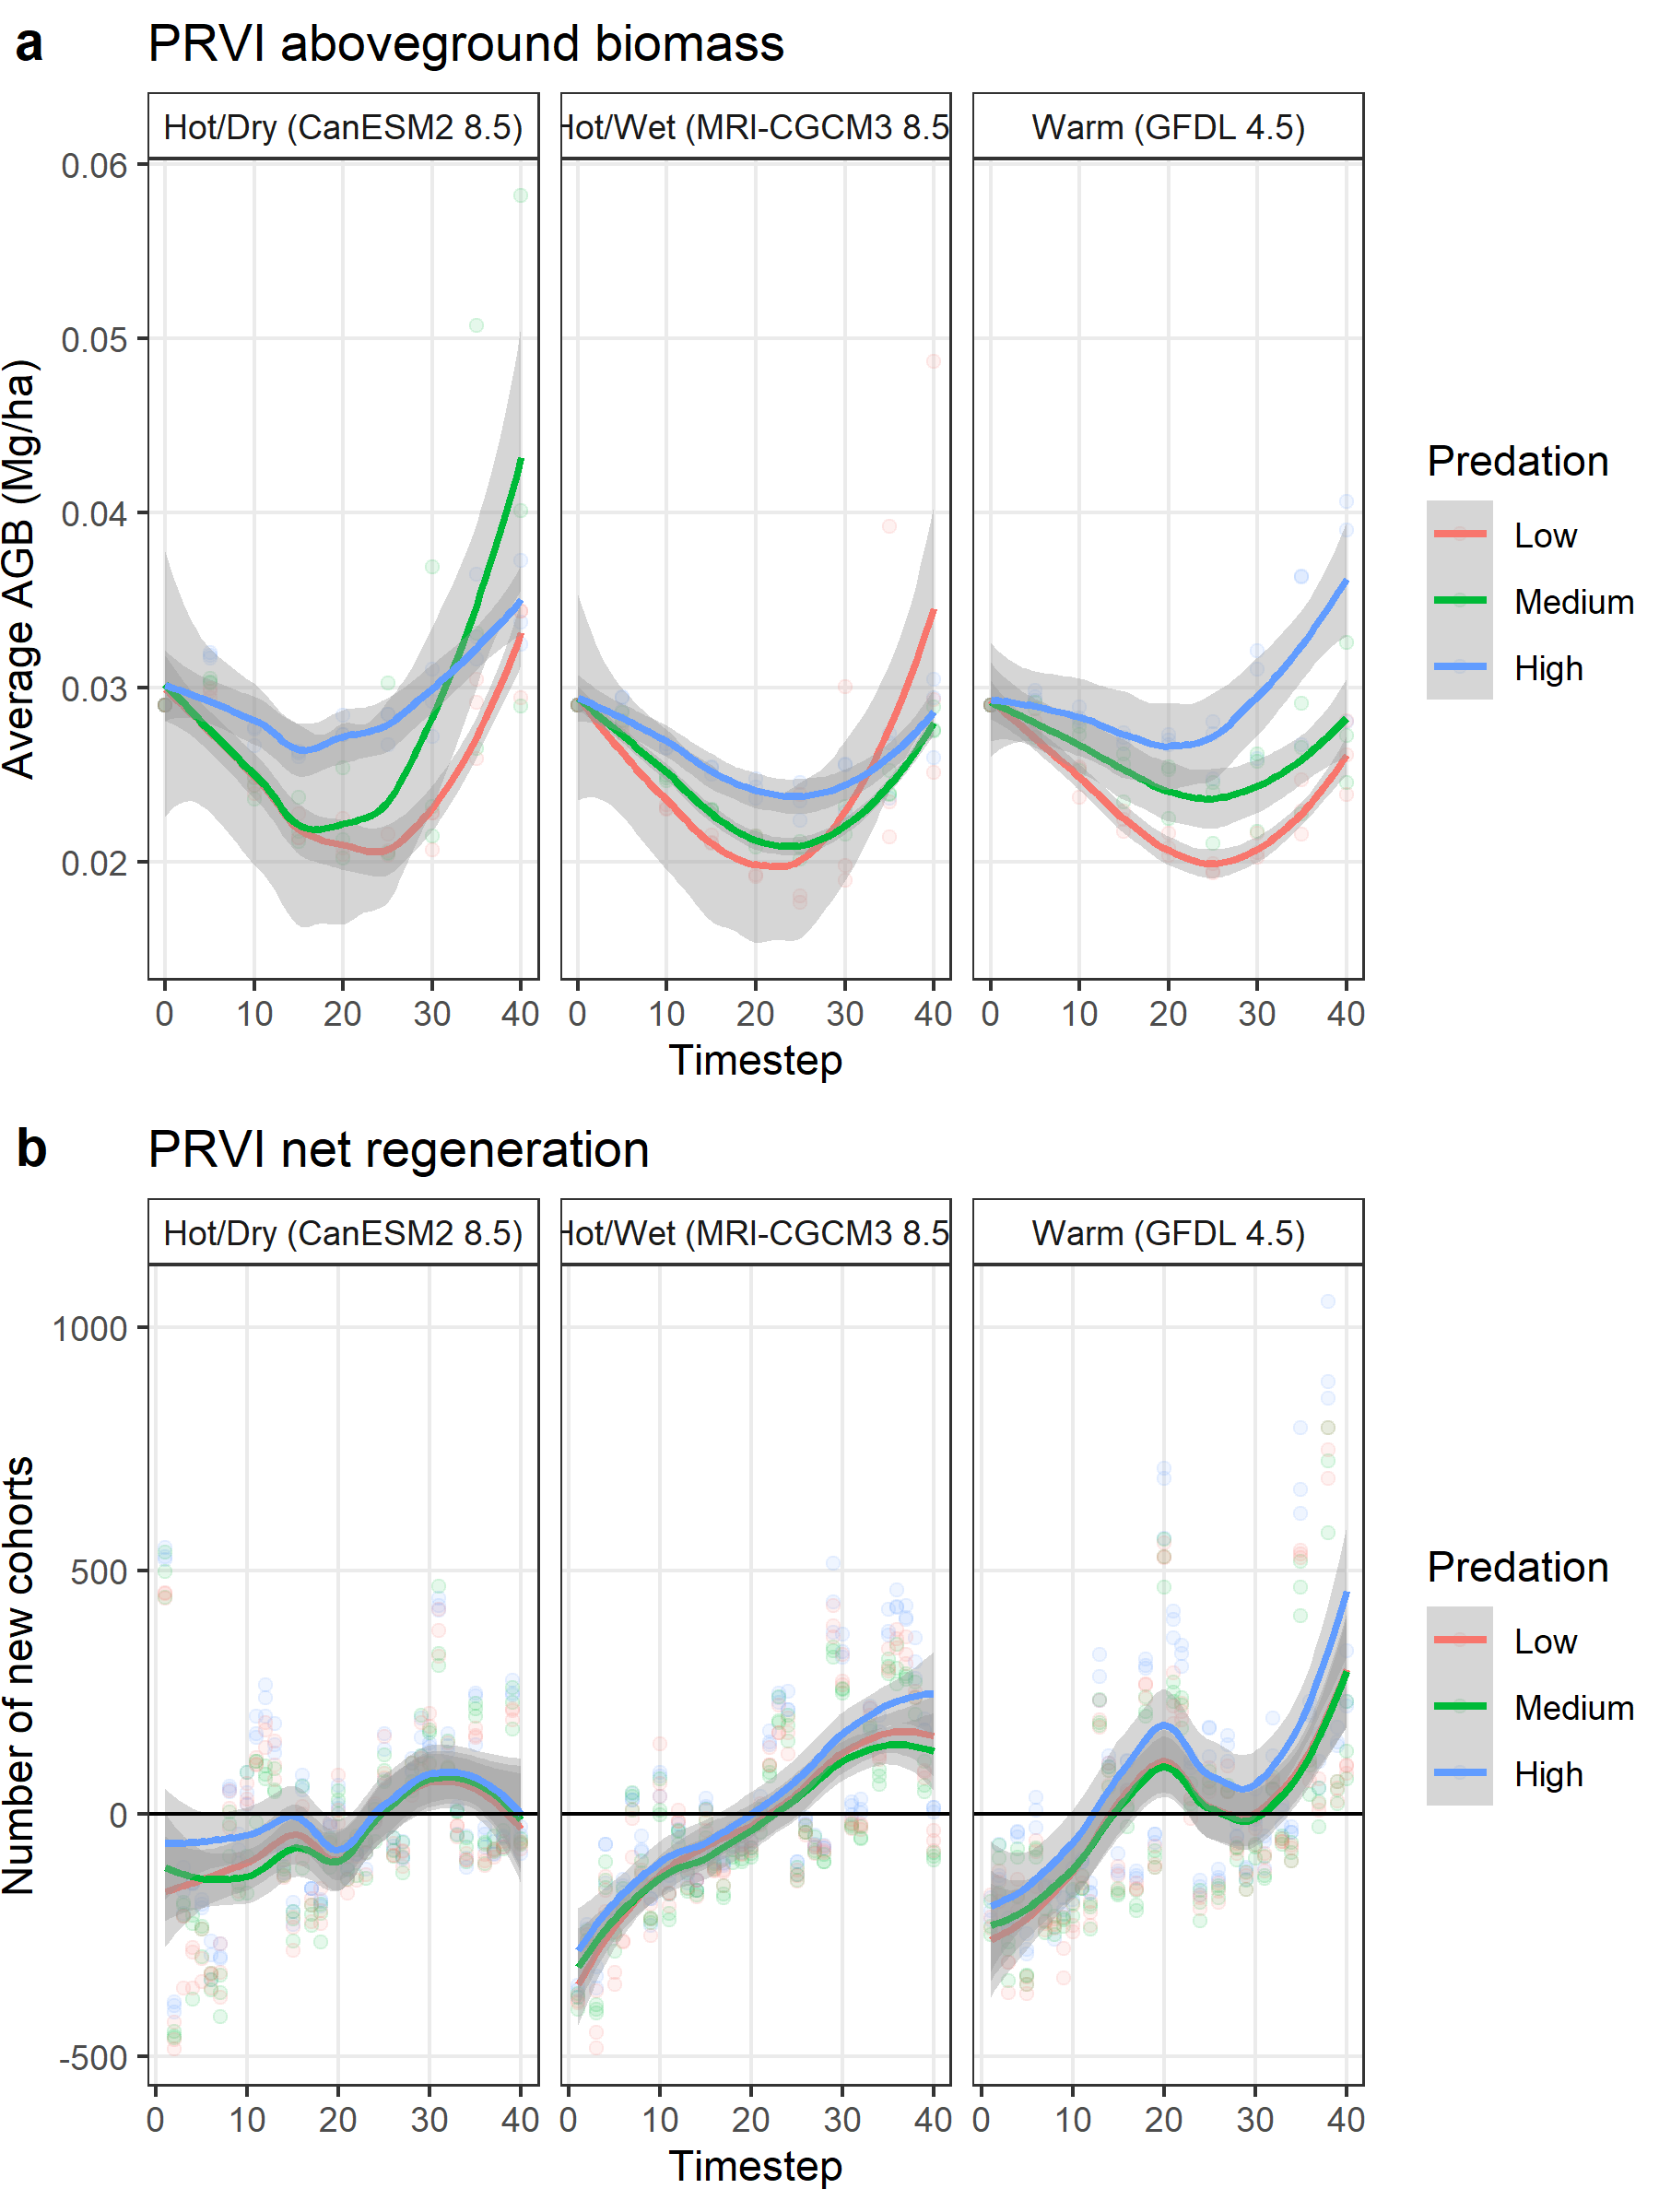 a PRVI aboveground biomass
Hot/Dry (CanESM2 8.5) Hot/Wet (MRI-CGCM3 8.5 Warm (GFDL 4.5)
0.06
0.05
0.04
0.03
0.02
Average AGB (Mg/ha)
0 10 20 30 40 0 10 20 30 40 0 10 20 30 40
Timestep
Predation
Low
Medium
High
b PRVI net regeneration
Hot/Dry (CanESM2 8.5) Hot/Wet (MRI-CGCM3 8.5 Warm (GFDL 4.5)
1000
500
0
-500
Number of new cohorts
0 10 20 30 40 0 10 20 30 40 0 10 20 30 40
Timestep
Predation
Low
Medium
High